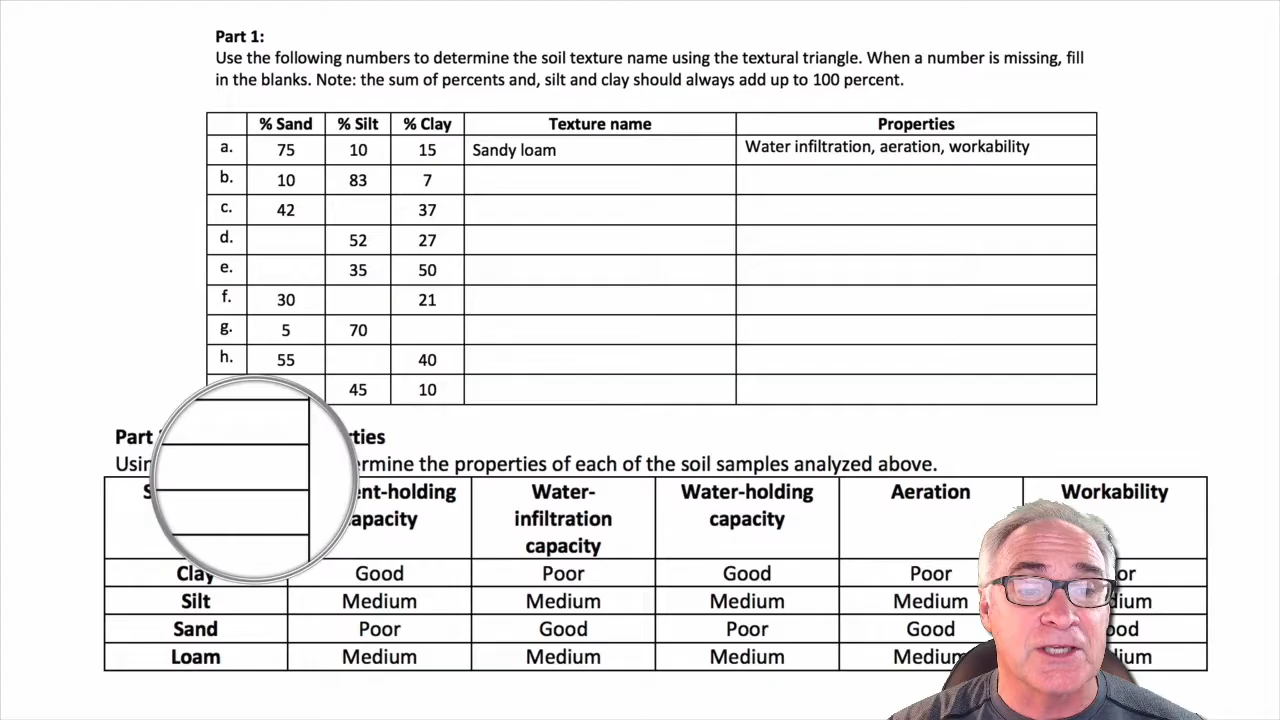 Part 1:
Use the following numbers to determine the soil texture name using the textural triangle. When a number is missing, fill
in the blanks. Note: the sum of percents and, silt and clay should always add up to 100 percent.
% Sand % Silt % Clay Texture name Properties
a. 75 10 15 Sandy loam Water infiltration, aeration, workability
b. 10 83 7
c. 42 37
d. 52 27
e. 35 50
f. 30 21
g. 5 70
h. 55 40
45 10
Part
determine the properties of each of the soil samples analyzed above.
Water- Water-holding Aeration Workability
infiltration capacity
capacity
Clay Good Poor Good Poor
Silt Medium Medium Medium Medium
Sand Poor Good Poor Good
Loam Medium Medium Medium Medium